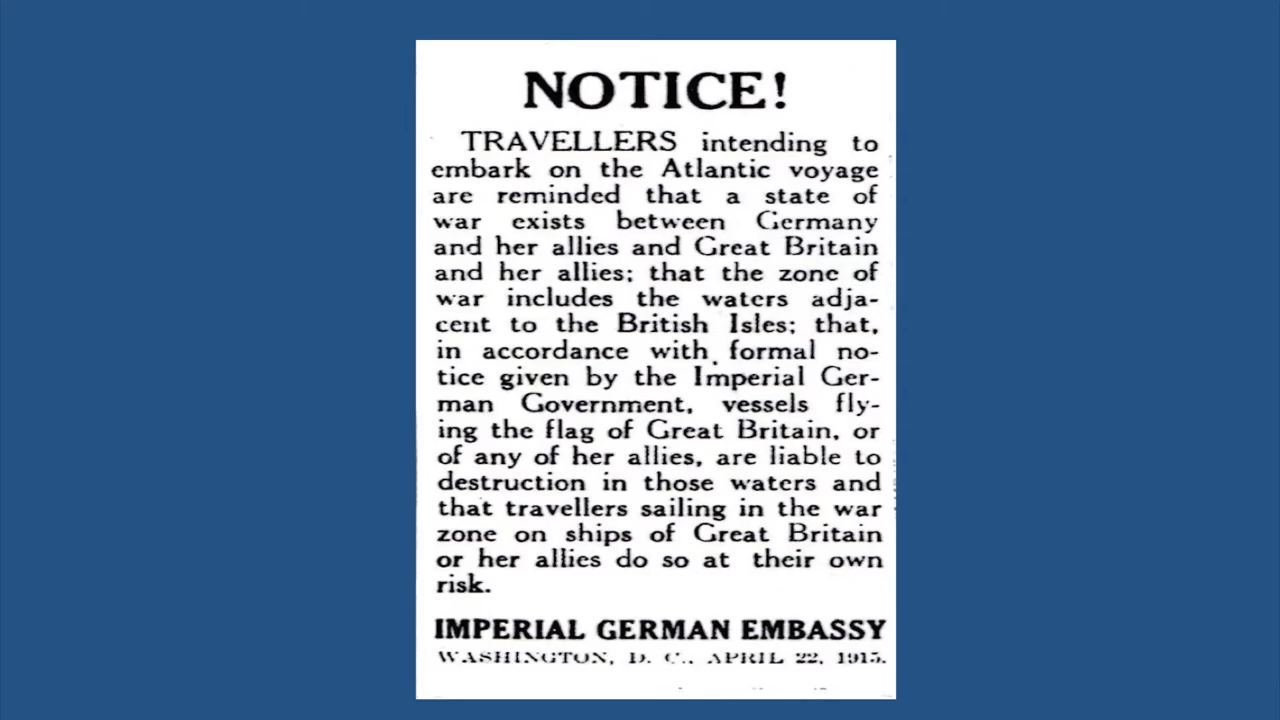 NOTICE!
TRAVELLERS intending to
embark on the Atlantic voyage
are reminded that a state of
war exists between Germany
and her allies and Great Britain
and her allies; that the zone of
war includes the waters adja-
cent to the British Isles; that,
in accordance with formal no-
tice given by the Imperial Ger-
man Government, vessels fly-
ing the flag of Great Britain, or
of any of her allies, are liable to
destruction in those waters and
that travellers sailing in the war
zone on ships of Great Britain
or her allies do so at their own
risk.
IMPERIAL GERMAN EMBASSY
WASHINGTON, D. C., APRIL 22, 1915.